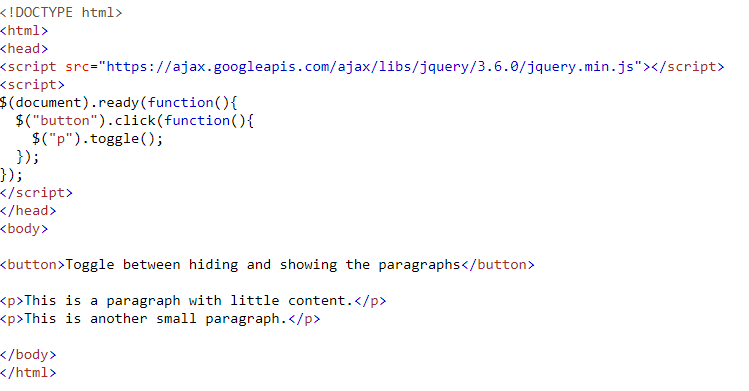 <!DOCTYPE html>
<html>
<head>
<script src="https://ajax.googleapis.com/ajax/libs/jquery/3.6.0/jquery.min.js"></script>
<script>
$(document).ready(function(){
  $("button").click(function(){
    $("p").toggle();
  });
});
</script>
</head>
<body>

<button>Toggle between hiding and showing the paragraphs</button>

<p>This is a paragraph with little content.</p>
<p>This is another small paragraph.</p>

</body>
</html>